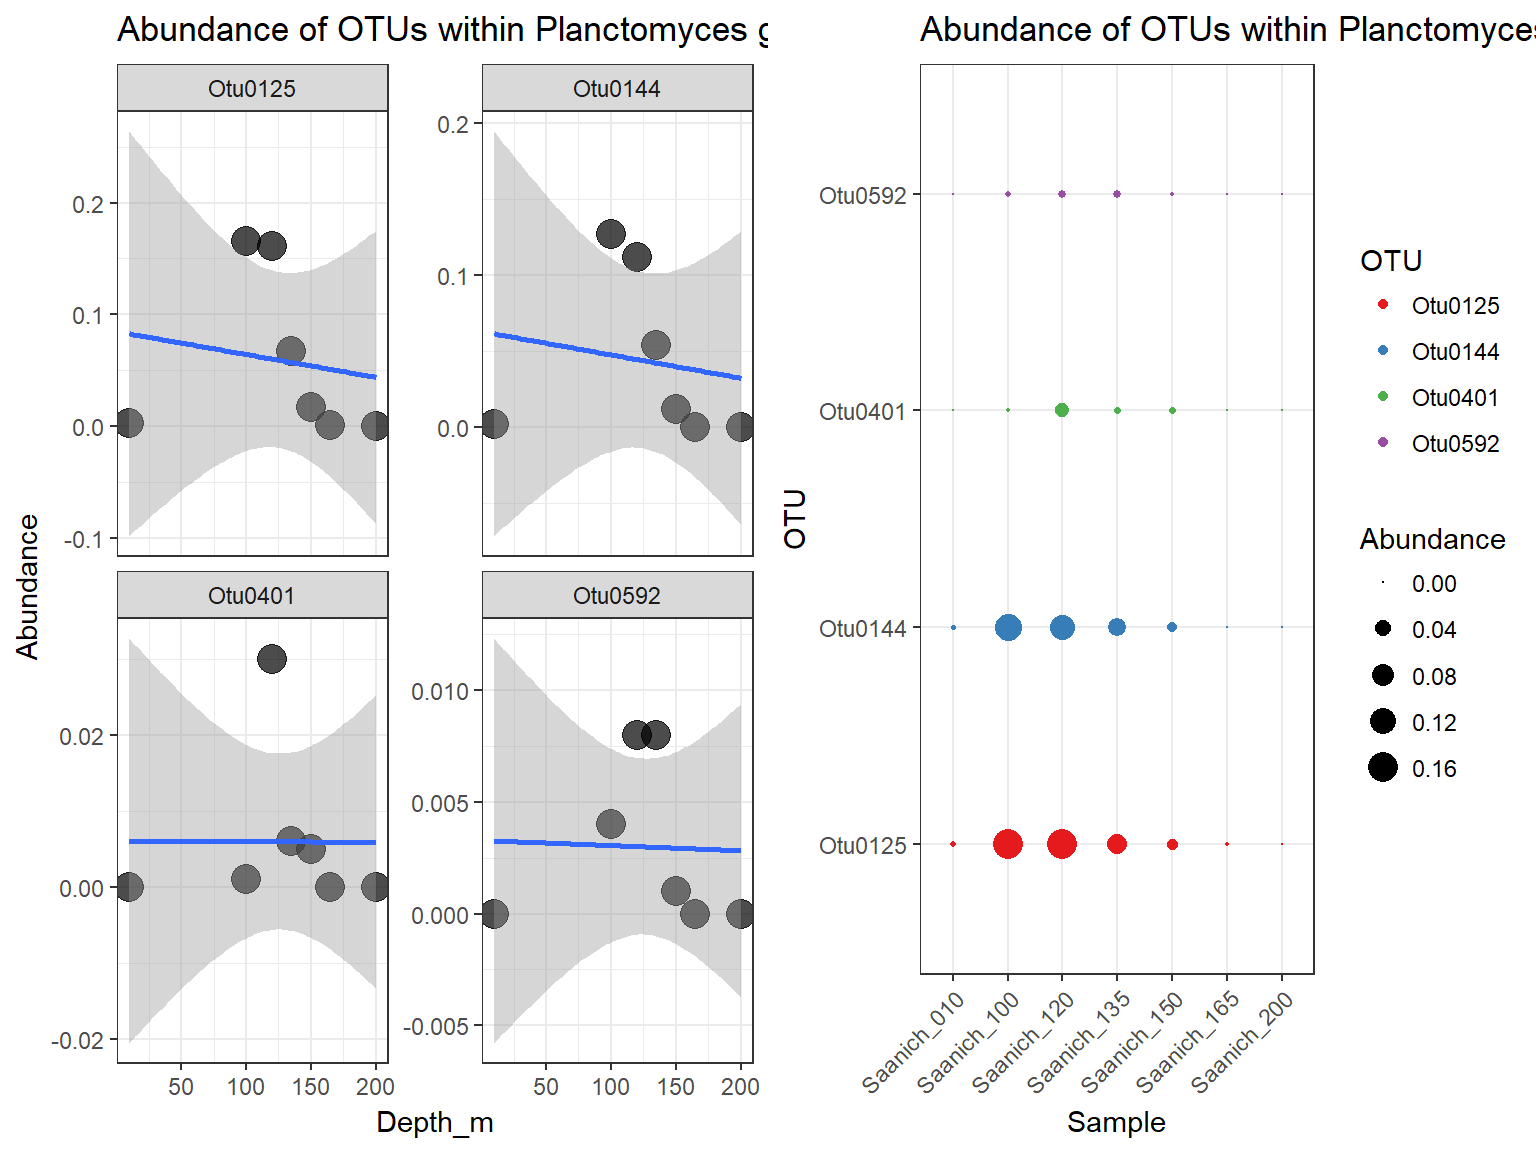 Abundance of OTUs within Planctomyces g
Otu0125
Otu0144
0.2
0.1
0.0
-0.1
0.2
0.1
0.0
Otu0401
Otu0592
0.02
0.00
-0.02
0.010
0.005
0.000
-0.005
50 100 150 200
50 100 150 200
Abundance
Depth_m
Abundance of OTUs within Planctomyces
Otu0592
Otu0401
Otu0144
Otu0125
OTU
Saanich_010
Saanich_100
Saanich_120
Saanich_135
Saanich_150
Saanich_165
Saanich_200
Sample
OTU
Otu0125
Otu0144
Otu0401
Otu0592
Abundance
0.00
0.04
0.08
0.12
0.16